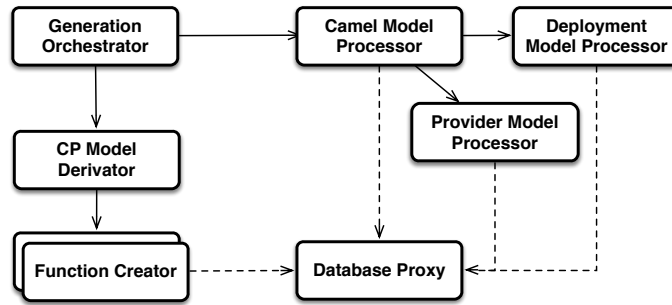 Generation
Orchestrator
Camel Model
Processor
Deployment
Model Processor
Provider Model
Processor
CP Model
Derivator
Function Creator
Database Proxy